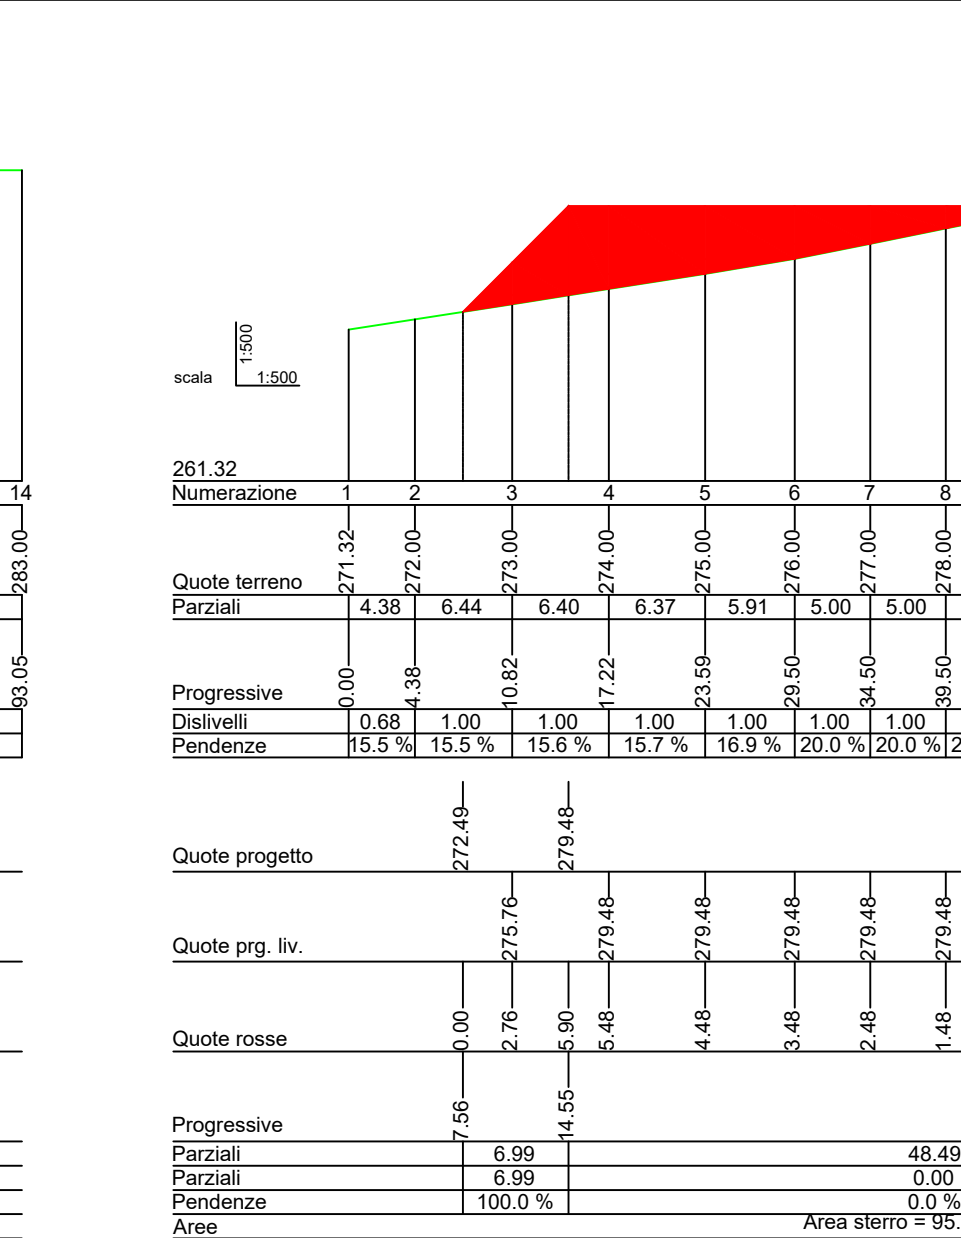 1:500
scala 1:500
261.32
14
Numerazione 1 2 3 4 5 6 7 8
283.00
Quote terreno 271.32 272.00 273.00 274.00 275.00 276.00 277.00 278.00
Parziali 4.38 6.44 6.40 6.37 5.91 5.00 5.00
93.05
Progressive 0.00 4.38 10.82 17.22 23.59 29.50 34.50 39.50
Dislivelli 0.68 1.00 1.00 1.00 1.00 1.00 1.00
Pendenze 15.5 % 15.5 % 15.6 % 15.7 % 16.9 % 20.0 % 20.0 % 2
Quote progetto 272.49 279.48
Quote prg. liv. 275.76 279.48 279.48 279.48 279.48 279.48
Quote rosse 0.00 2.76 5.90 5.48 4.48 3.48 2.48 1.48
Progressive 7.56 14.55
Parziali 6.99 48.49
Parziali 6.99 0.00
Pendenze 100.0 % 0.0 %
Aree Area sterro = 95.